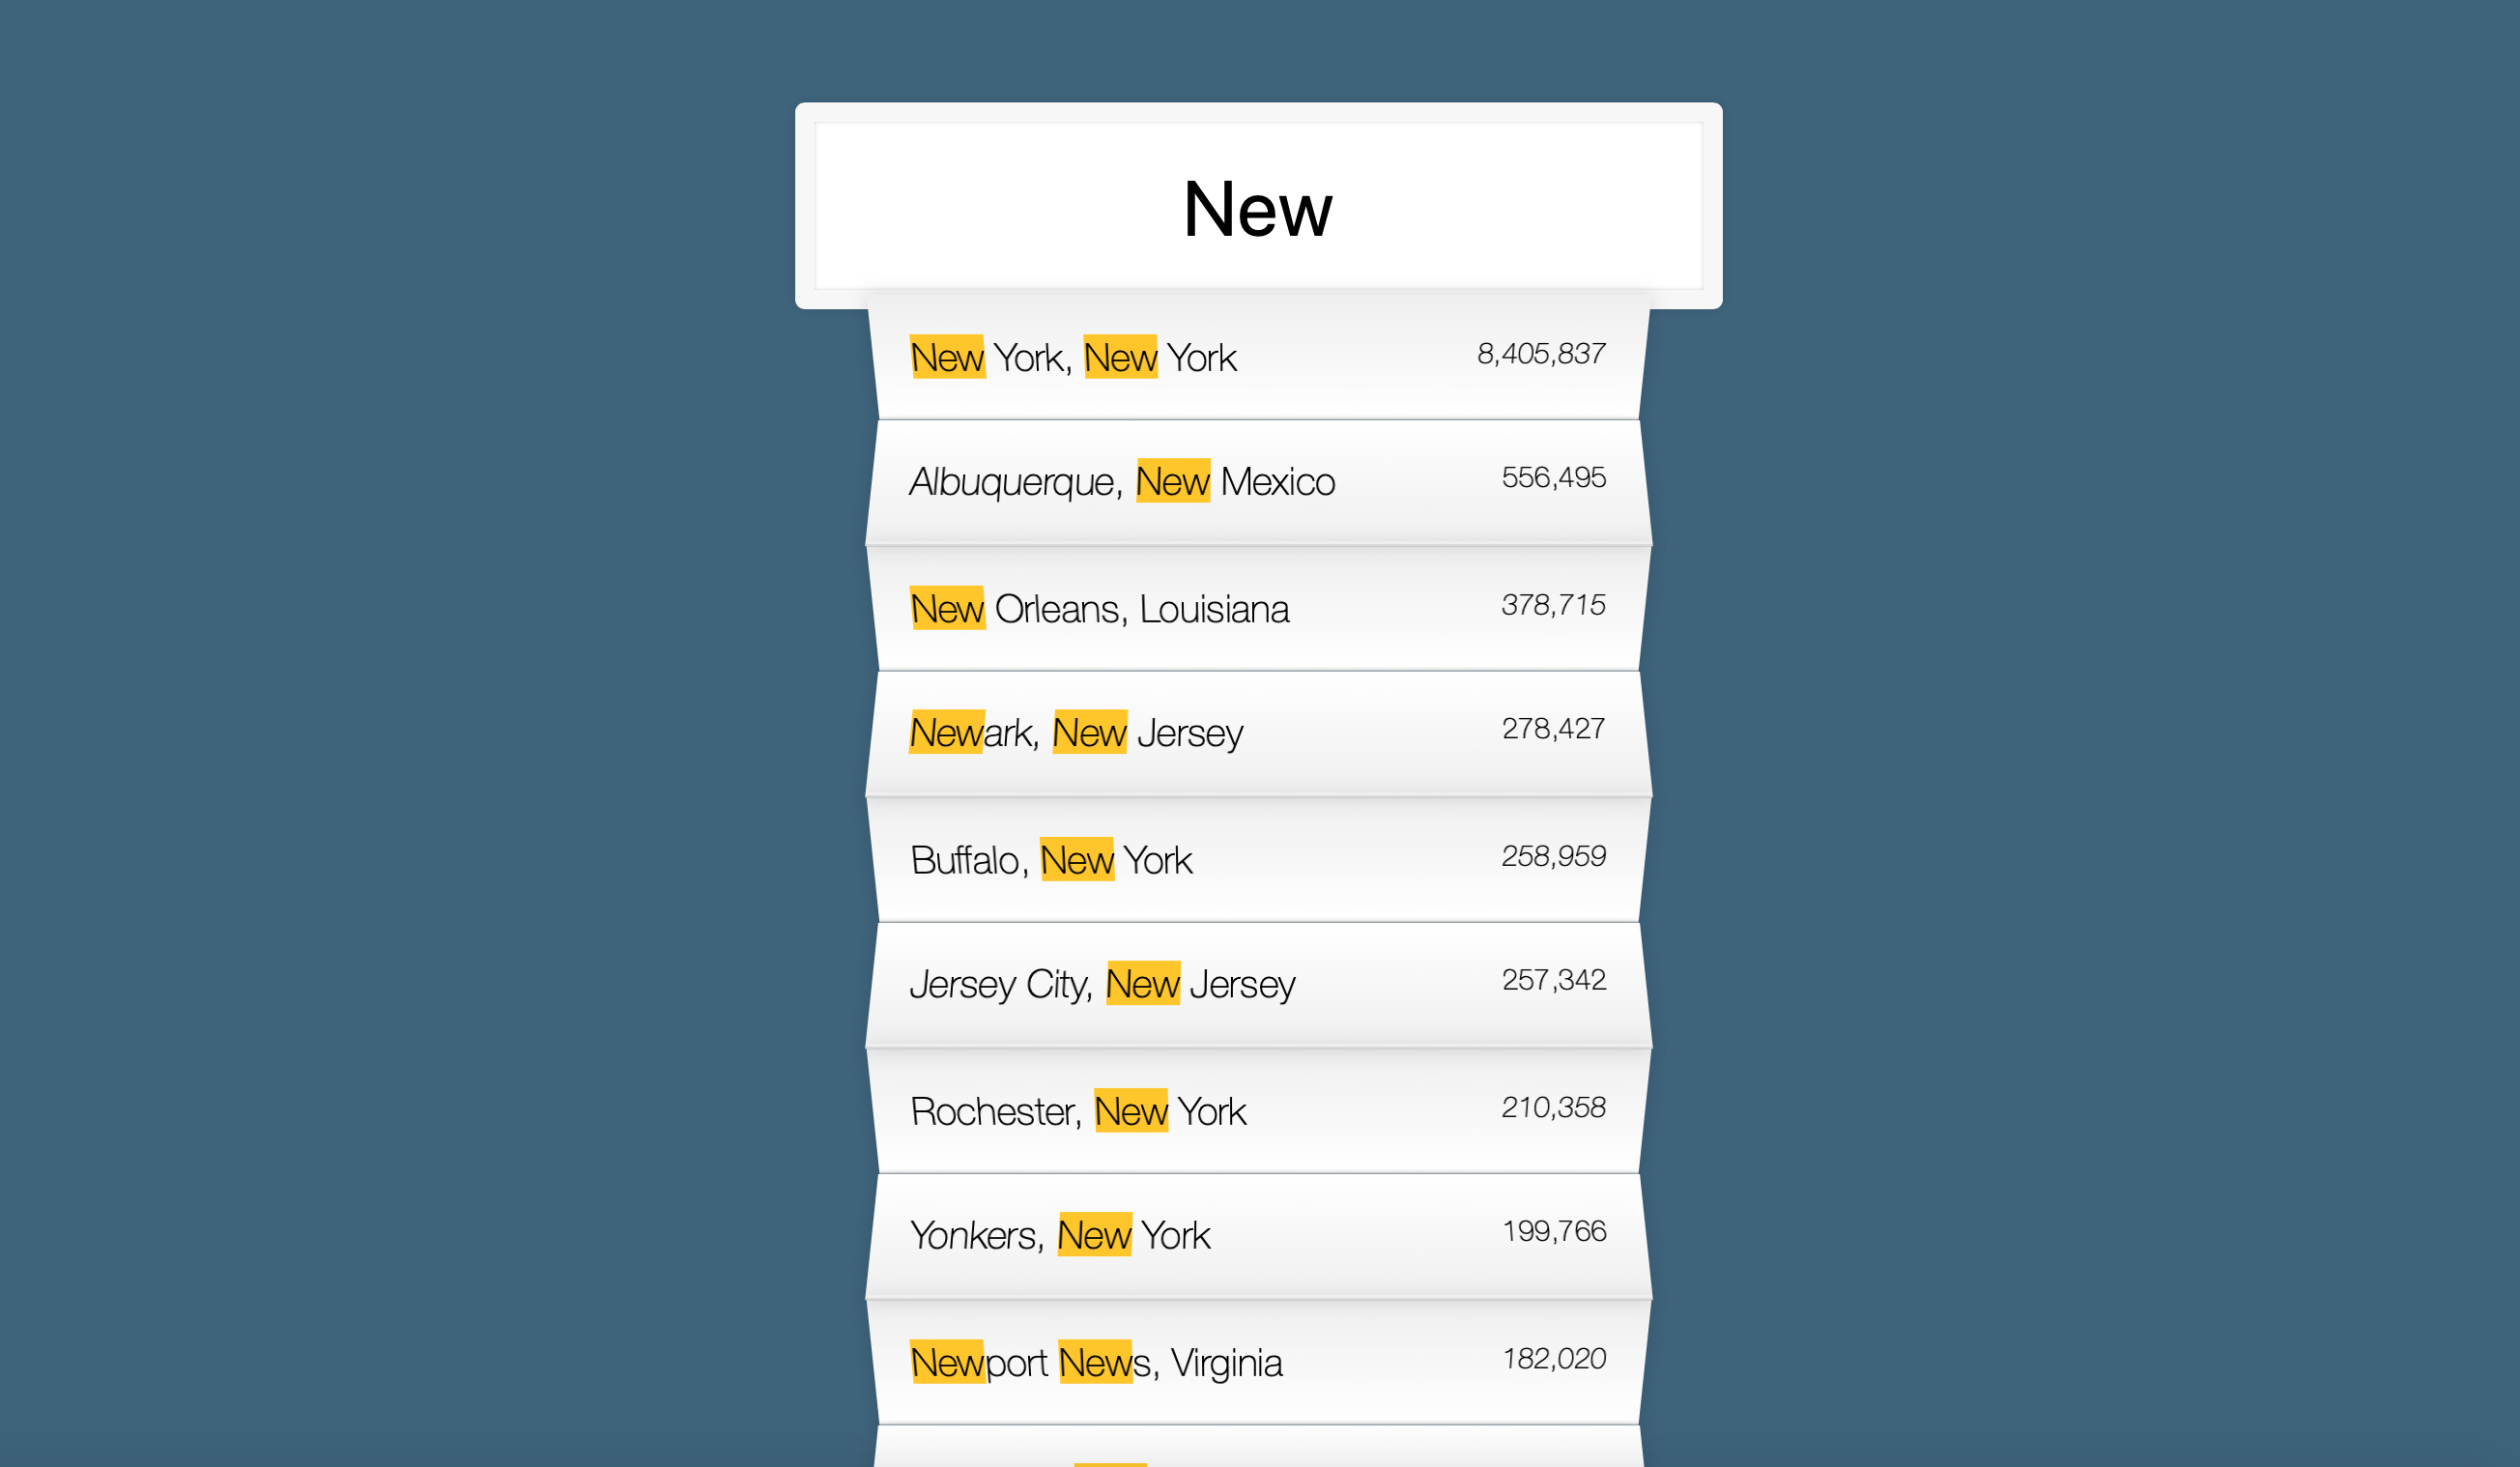 New
New York, New York 8,405,837
Albuquerque, New Mexico 556,495
New Orleans, Louisiana 378,715
Newark, New Jersey 278,427
Buffalo, New York 258,959
Jersey City, New Jersey 257,342
Rochester, New York 210,358
Yonkers, New York 199,766
Newport News, Virginia 182,020